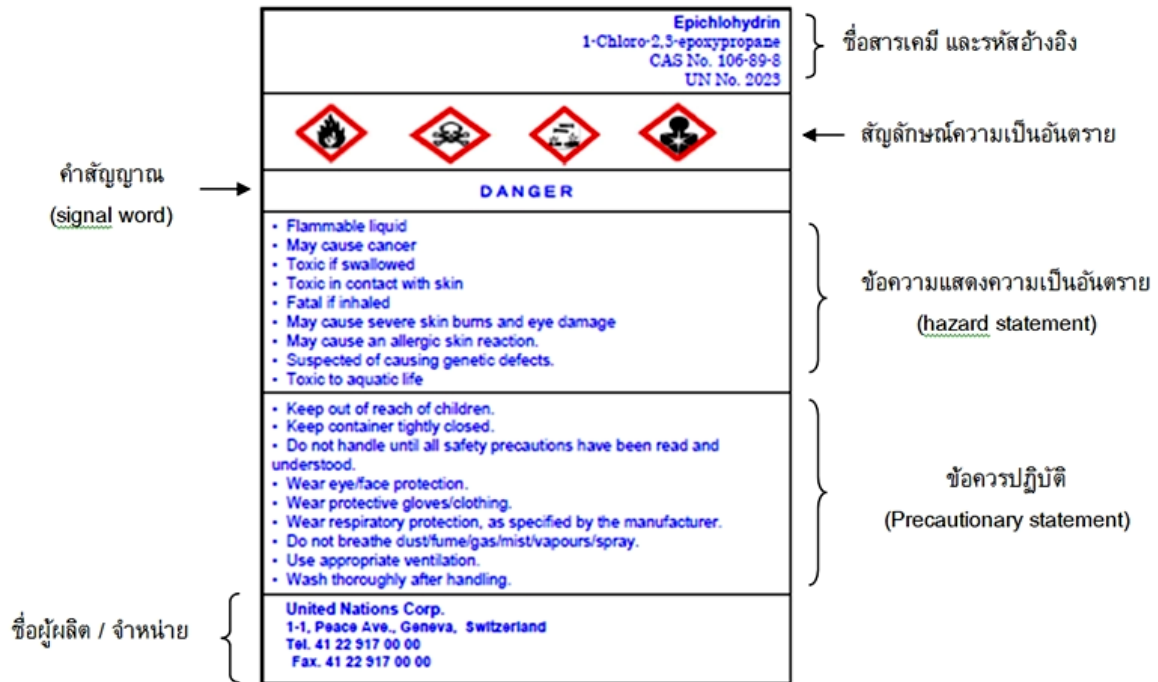 Epichlohydrin
1-Chloro-2,3-epoxypropane
CAS No. 106-89-8
UN No. 2023
ชื่อสารเคมี และรหัสอ้างอิง
สัญลักษณ์ความเป็นอันตราย
คำสัญญาณ
(signal word)
DANGER
• Flammable liquid
• May cause cancer
• Toxic if swallowed
• Toxic in contact with skin
• Fatal if inhaled
• May cause severe skin burns and eye damage
• May cause an allergic skin reaction.
• Suspected of causing genetic defects.
• Toxic to aquatic life
ข้อความแสดงความเป็นอันตราย
(hazard statement)
• Keep out of reach of children.
• Keep container tightly closed.
• Do not handle until all safety precautions have been read and
understood.
• Wear eye/face protection.
• Wear protective gloves/clothing.
• Wear respiratory protection, as specified by the manufacturer.
• Do not breathe dust/fume/gas/mist/vapours/spray.
• Use appropriate ventilation.
• Wash thoroughly after handling.
ข้อควรปฏิบัติ
(Precautionary statement)
ชื่อผู้ผลิต / จำหน่าย
United Nations Corp.
1-1, Peace Ave., Geneva, Switzerland
Tel. 41 22 917 00 00
Fax. 41 22 917 00 00